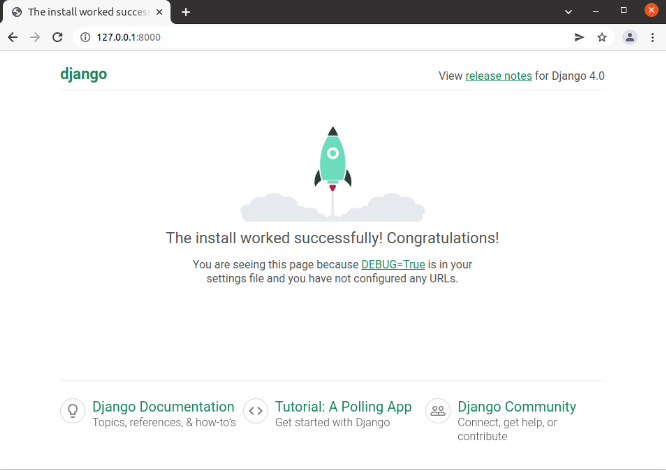 The install worked succes
127.0.0.1:8000
django
View release notes for Django 4.0
The install worked successfully! Congratulations!
You are seeing this page because DEBUG=True is in your
settings file and you have not configured any URLs.
Django Documentation
Topics, references, & how-to's
Tutorial: A Polling App
Get started with Django
Django Community
Connect, get help, or
contribute